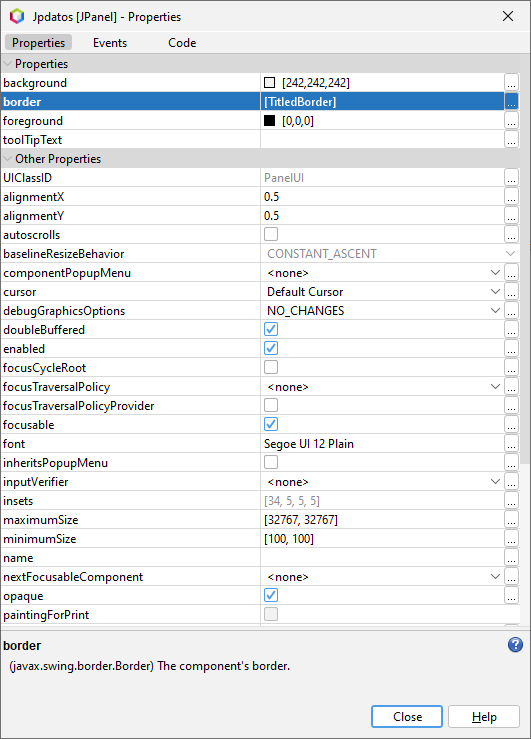 Jpdatos [JPanel] - Properties
Properties Events Code
Properties
background [242,242,242] ...
border [TitledBorder] ...
foreground [0,0,0] ...
toolTipText ...
Other Properties
UIClassID PanelUI ...
alignmentX 0.5 ...
alignmentY 0.5 ...
autoscrolls ...
baselineResizeBehavior CONSTANT_ASCENT ...
componentPopupMenu <none> ...
cursor Default Cursor ...
debugGraphicsOptions NO_CHANGES ...
doubleBuffered ...
enabled ...
focusCycleRoot ...
focusTraversalPolicy <none> ...
focusTraversalPolicyProvider ...
focusable ...
font Segoe UI 12 Plain ...
inheritsPopupMenu ...
inputVerifier <none> ...
insets [34, 5, 5, 5] ...
maximumSize [32767, 32767] ...
minimumSize [100, 100] ...
name ...
nextFocusableComponent <none> ...
opaque ...
paintingForPrint ...
border ?
(javax.swing.border.Border) The component's border.
Close Help